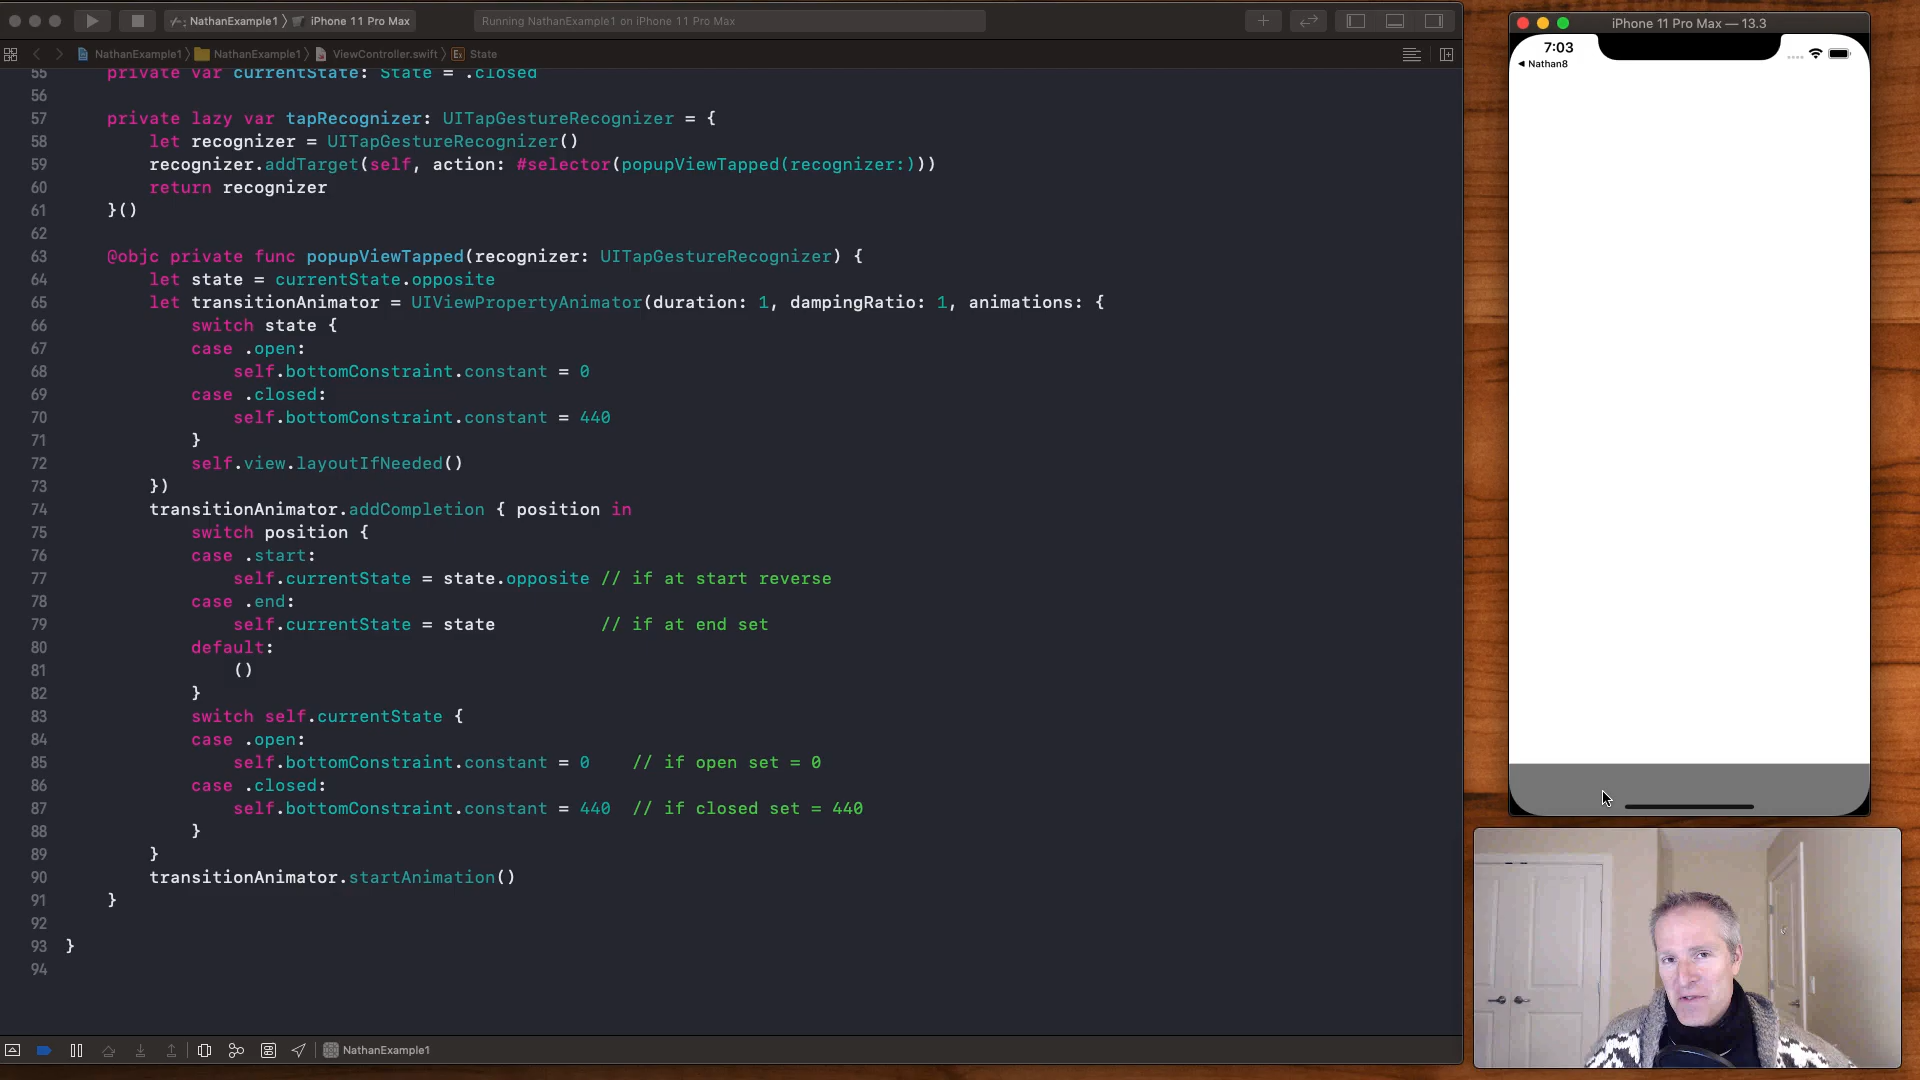 NathanExample1 iPhone 11 Pro Max
Running NathanExample1 on iPhone 11 Pro Max
NathanExample1 NathanExample1 ViewController.swift Ex State
55 private var currentState: State = .closed
56
57 private lazy var tapRecognizer: UITapGestureRecognizer = {
58 let recognizer = UITapGestureRecognizer()
59 recognizer.addTarget(self, action: #selector(popupViewTapped(recognizer:)))
60 return recognizer
61 }()
62
63 @objc private func popupViewTapped(recognizer: UITapGestureRecognizer) {
64 let state = currentState.opposite
65 let transitionAnimator = UIViewPropertyAnimator(duration: 1, dampingRatio: 1, animations: {
66 switch state {
67 case .open:
68 self.bottomConstraint.constant = 0
69 case .closed:
70 self.bottomConstraint.constant = 440
71 }
72 self.view.layoutIfNeeded()
73 })
74 transitionAnimator.addCompletion { position in
75 switch position {
76 case .start:
77 self.currentState = state.opposite // if at start reverse
78 case .end:
79 self.currentState = state // if at end set
80 default:
81 ()
82 }
83 switch self.currentState {
84 case .open:
85 self.bottomConstraint.constant = 0 // if open set = 0
86 case .closed:
87 self.bottomConstraint.constant = 440 // if closed set = 440
88 }
89 }
90 transitionAnimator.startAnimation()
91 }
92
93 }
94
NathanExample1
iPhone 11 Pro Max — 13.3
7:03
◀ Nathan8